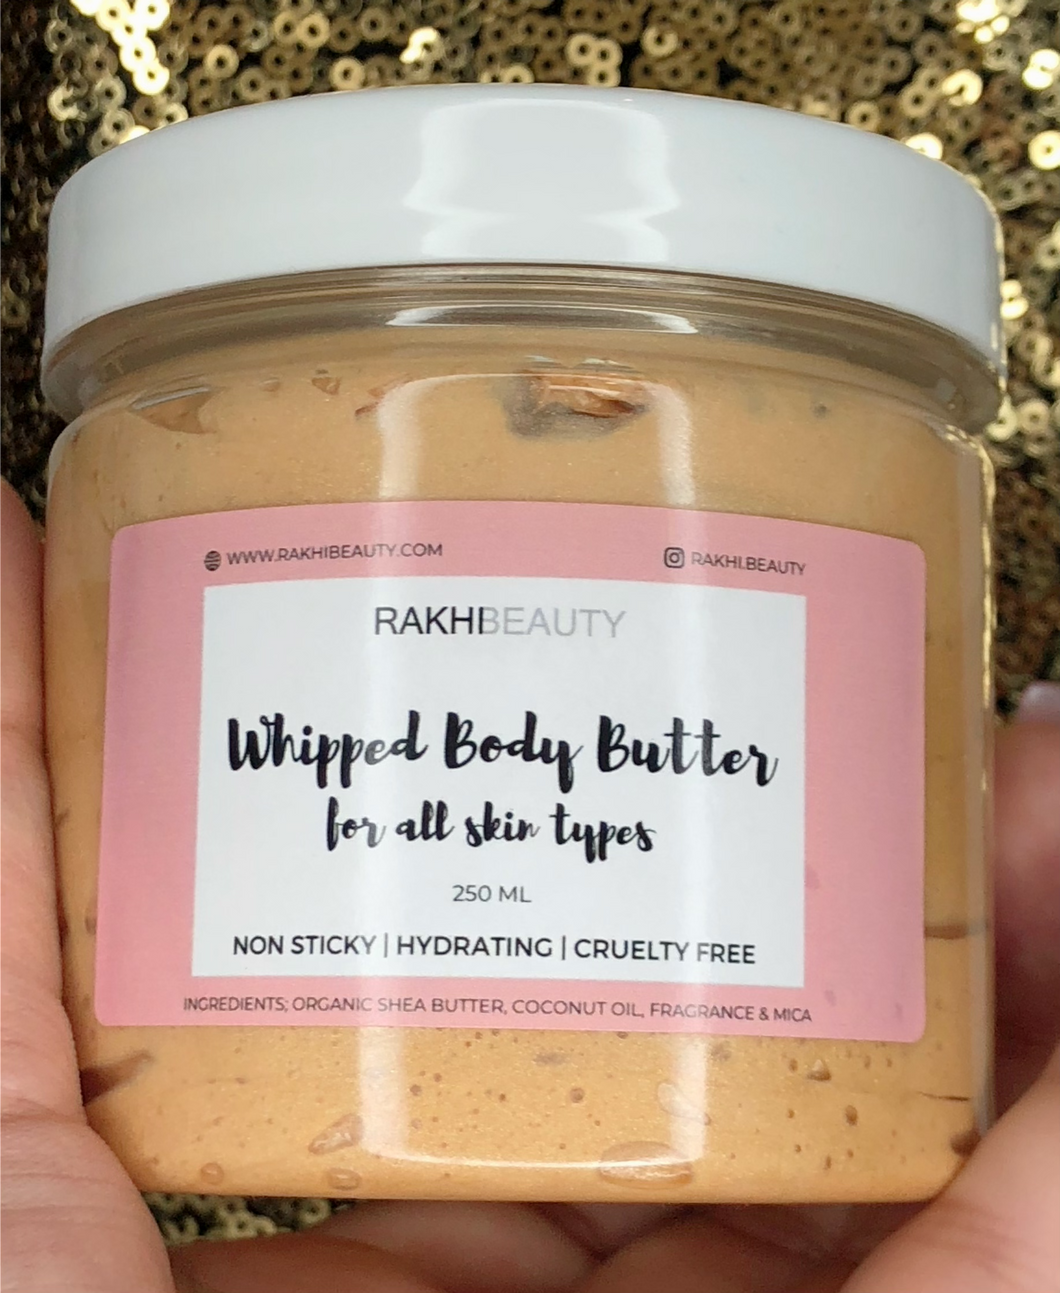 WWW.RAKHIBEAUTY.COM
RAKHI.BEAUTY
RAKHIBEAUTY
Whipped Body Butter
for all skin types
250 ML
NON STICKY | HYDRATING | CRUELTY FREE
INGREDIENTS; ORGANIC SHEA BUTTER, COCONUT OIL, FRAGRANCE & MICA